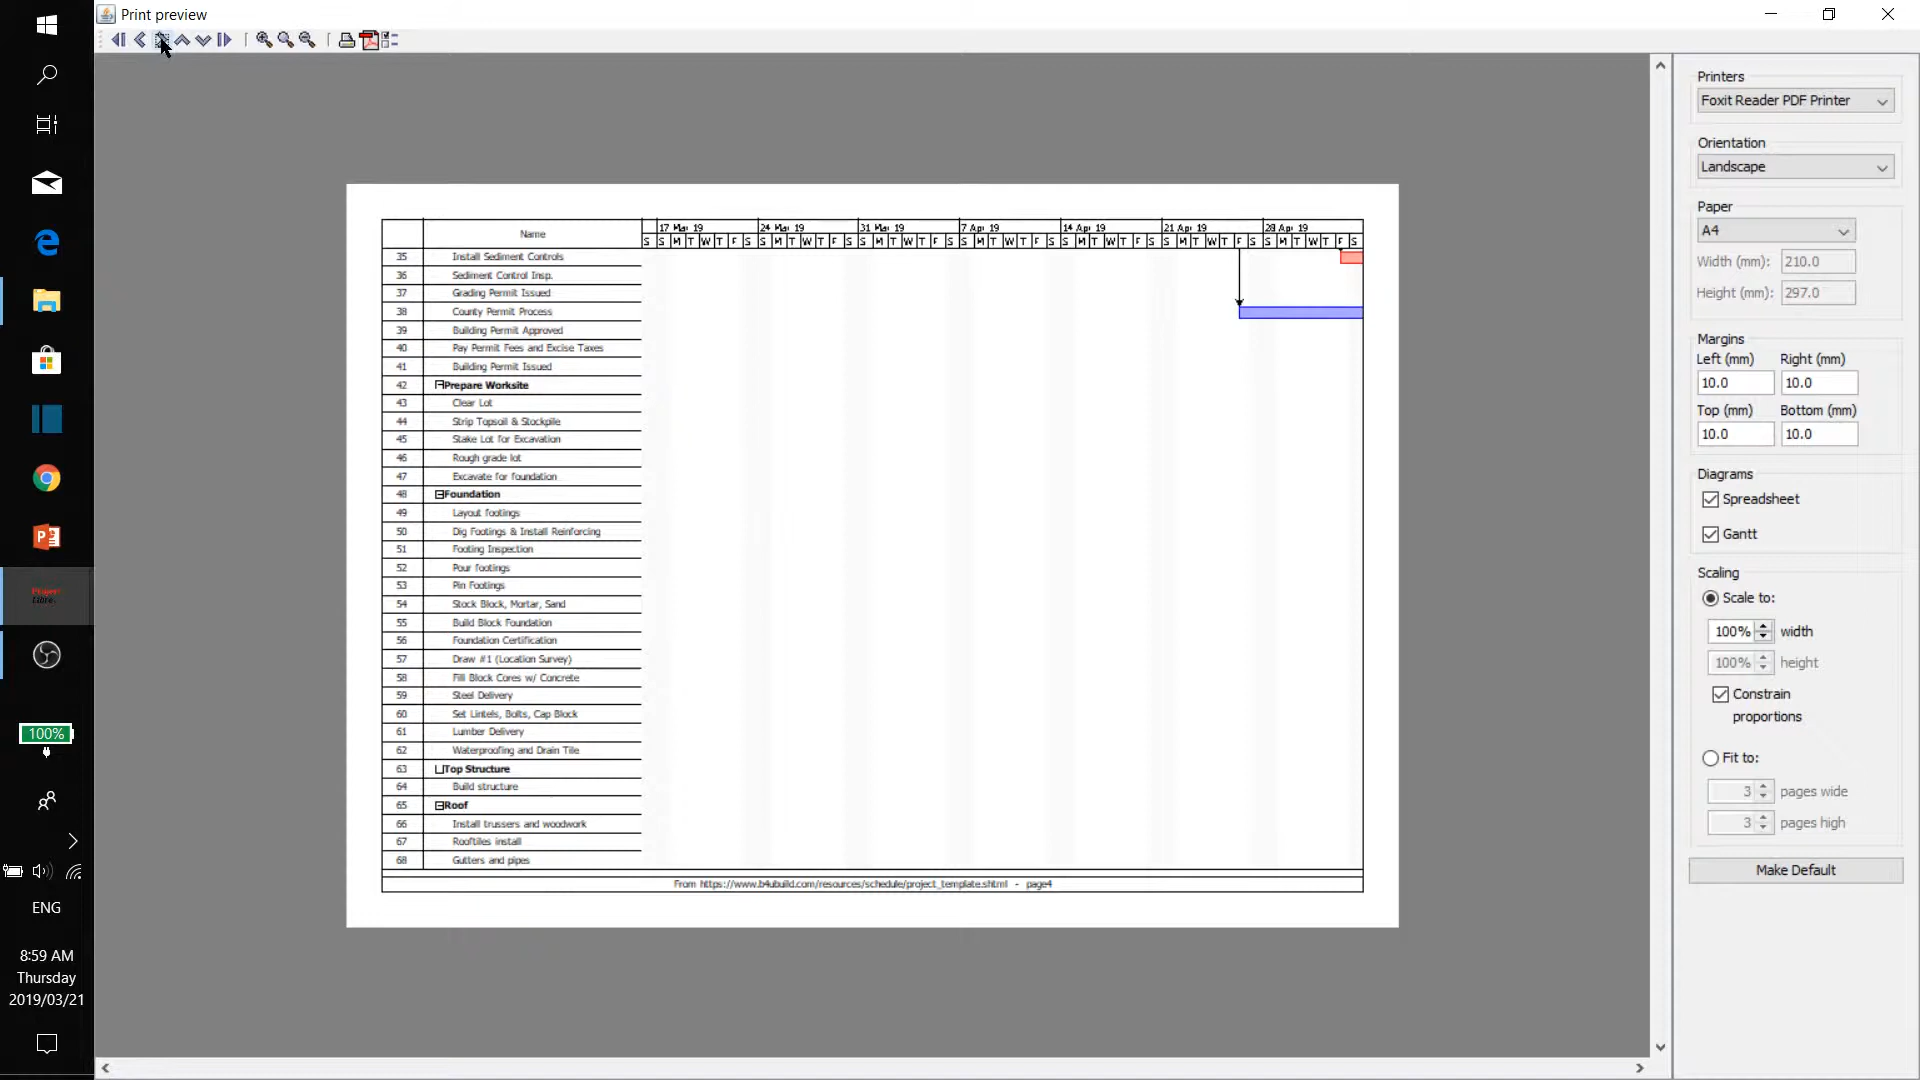 Print preview
Printers
Foxit Reader PDF Printer
Orientation
Landscape
Paper
A4
Width (mm): 210.0
Height (mm): 297.0
Margins
Left (mm) Right (mm)
10.0 10.0
Top (mm) Bottom (mm)
10.0 10.0
Diagrams
Spreadsheet
Gantt
Scaling
Scale to:
100% width
100% height
Constrain
proportions
Fit to:
3 pages wide
3 pages high
Make Default
Name 17 Mar 19 24 Mar 19 31 Mar 19 7 Apr 19 14 Apr 19 21 Apr 19 28 Apr 19
S S M T W T F S S M T W T F S S M T W T F S S M T W T F S S M T W T F S S M T W T F S S M T W T F S
35 Install Sediment Controls
36 Sediment Control Insp.
37 Grading Permit Issued
38 County Permit Process
39 Building Permit Approved
40 Pay Permit Fees and Excise Taxes
41 Building Permit Issued
42 Prepare Worksite
43 Clear Lot
44 Strip Topsoil & Stockpile
45 Stake Lot for Excavation
46 Rough grade lot
47 Excavate for foundation
48 Foundation
49 Layout footings
50 Dig Footings & Install Reinforcing
51 Footing Inspection
52 Pour footings
53 Pin Footings
54 Stock Block, Mortar, Sand
55 Build Block Foundation
56 Foundation Certification
57 Draw #1 (Location Survey)
58 Fill Block Cores w/ Concrete
59 Steel Delivery
60 Set Lintels, Bolts, Cap Block
61 Lumber Delivery
62 Waterproofing and Drain Tile
63 Top Structure
64 Build structure
65 Roof
66 Install trussers and woodwork
67 Rooftiles install
68 Gutters and pipes
From https://www.b4ubuild.com/resources/schedule/project_template.shtml - page4
100%
ENG
8:59 AM
Thursday
2019/03/21